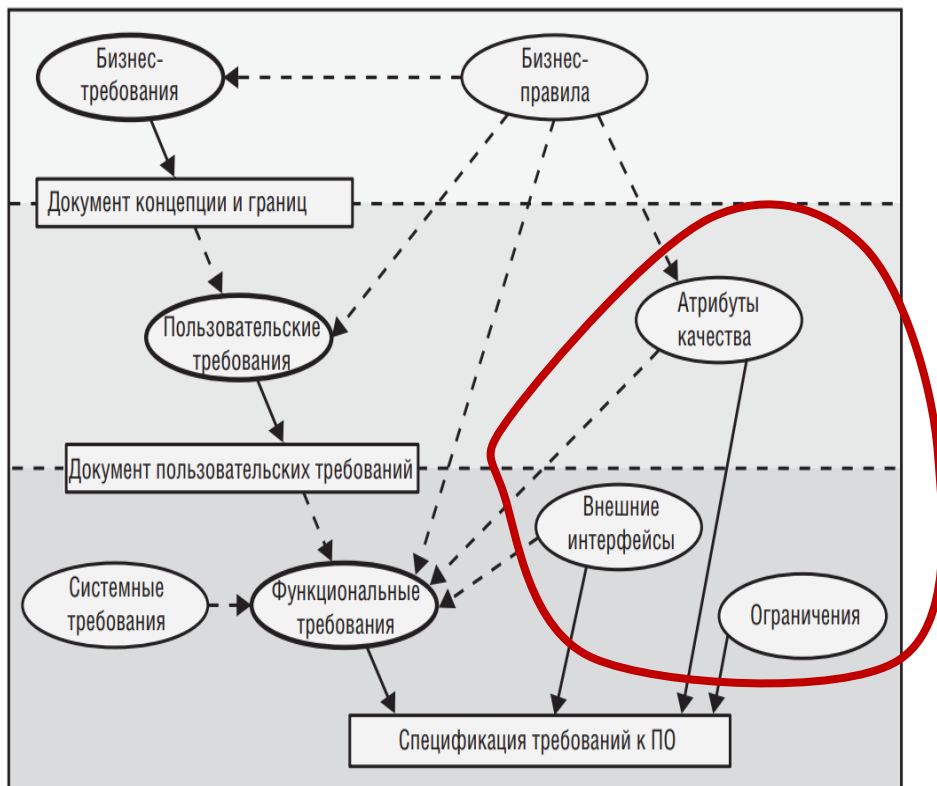 Бизнес-
требования
Бизнес-
правила
Документ концепции и границ
Атрибуты
качества
Пользовательские
требования
Документ пользовательских требований
Внешние
интерфейсы
Системные
требования
Функциональные
требования
Ограничения
Спецификация требований к ПО